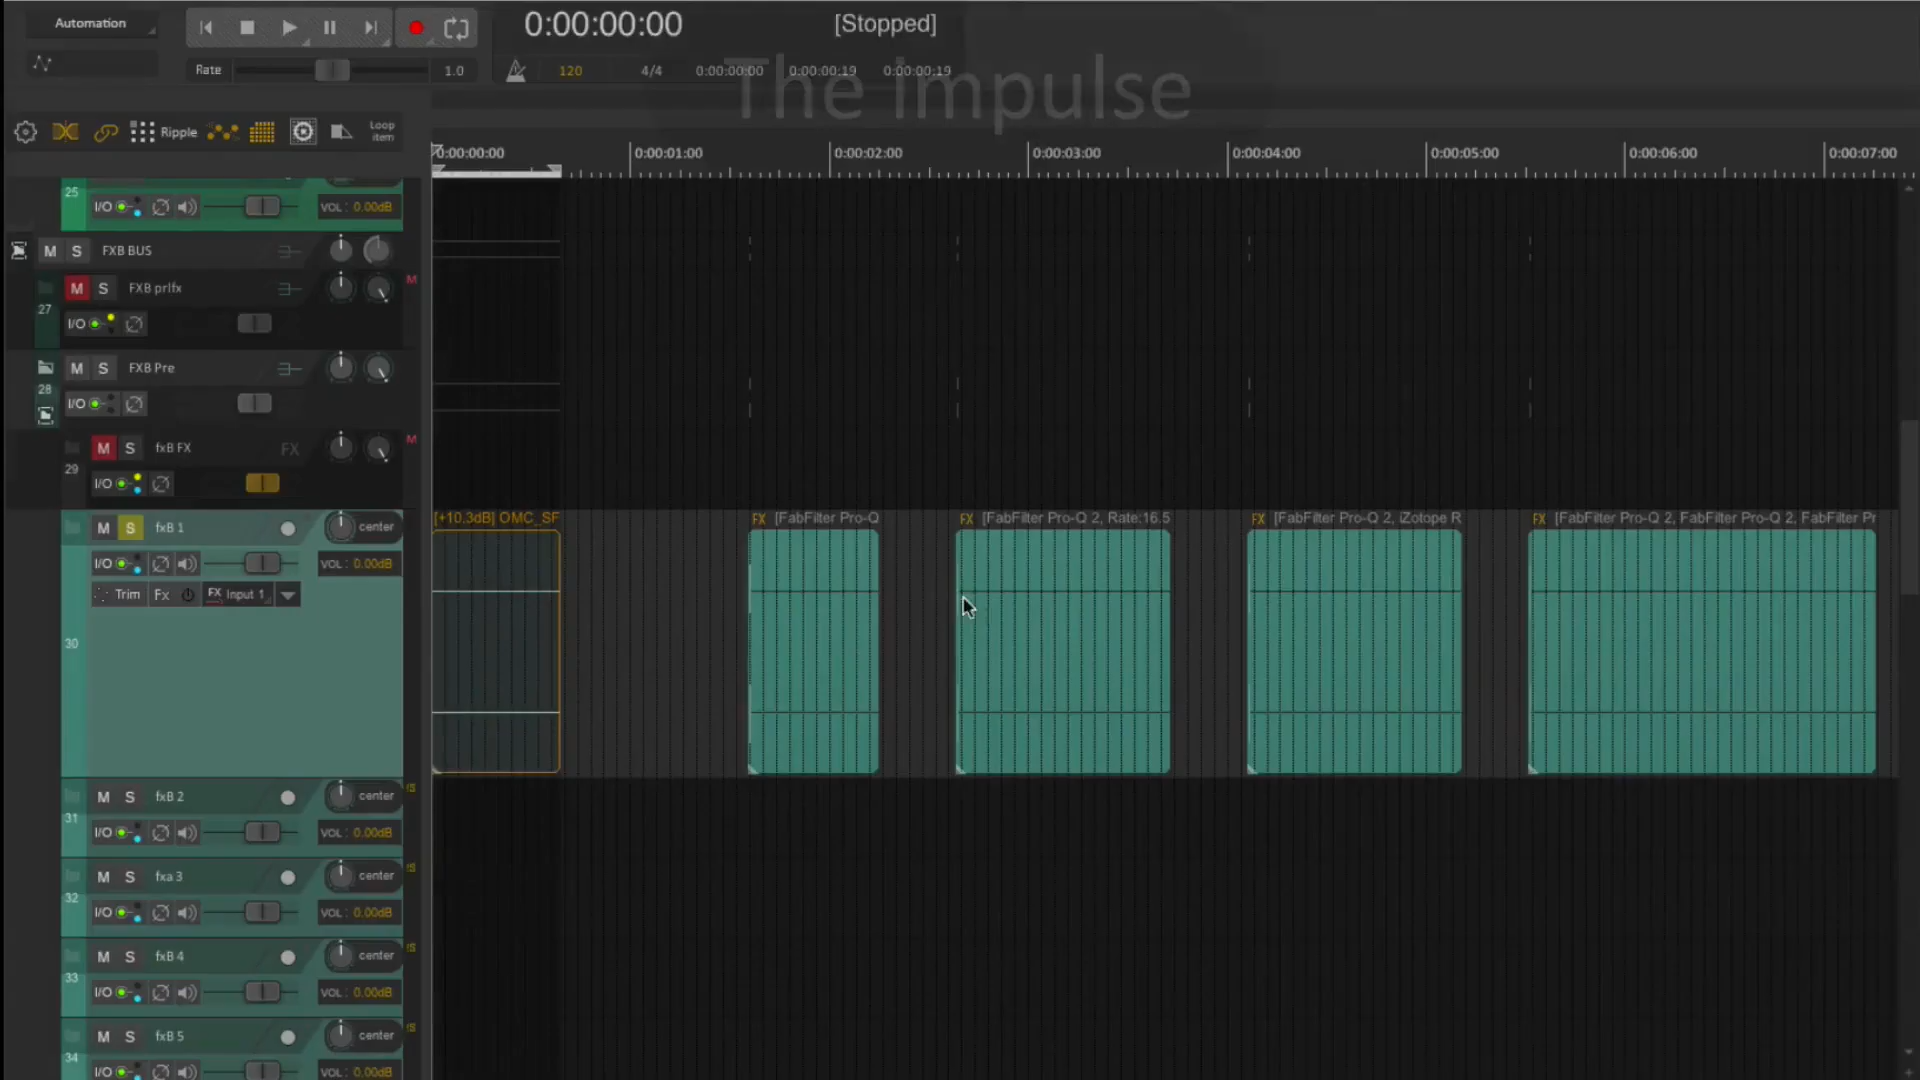 Automation
0:00:00:00
[Stopped]
Rate
1.0
120
4/4
0:00:00:00
0:00:00:19
0:00:00:19
The impulse
Ripple
Loop item
0:00:00:00
0:00:01:00
0:00:02:00
0:00:03:00
0:00:04:00
0:00:05:00
0:00:06:00
0:00:07:00
25
I/O
VOL : 0.00dB
M S FXB BUS
M S FXB prlfx
M
27
I/O
M S FXB Pre
28
I/O
M S fxB FX FX
M
29
I/O
M S fxB 1 center
I/O VOL : 0.00dB
Trim Fx FX Input 1
30
[+10.3dB] OMC_SF
FX [FabFilter Pro-Q
FX [FabFilter Pro-Q 2, Rate:16.5
FX [FabFilter Pro-Q 2, iZotope R
FX [FabFilter Pro-Q 2, FabFilter Pro-Q 2, FabFilter Pr
M S fxB 2 center
31
I/O VOL : 0.00dB
M S fxa 3 center
32
I/O VOL : 0.00dB
M S fxB 4 center
33
I/O VOL : 0.00dB
M S fxB 5 center
34
I/O VOL : 0.00dB